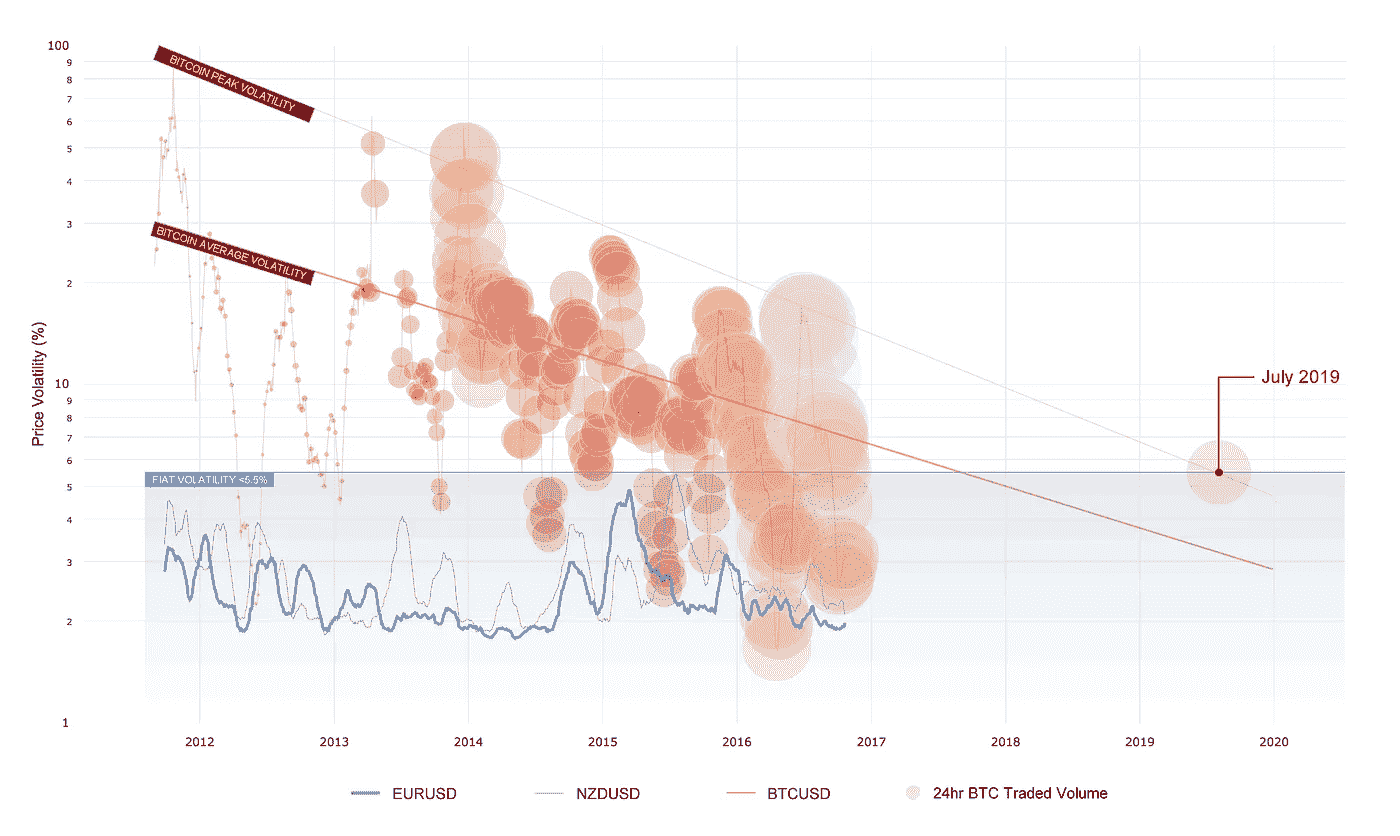 100
9
8
7
6
5
4
3
2
10
9
8
7
6
5
4
3
2
1
Price Volatility (%)
BITCOIN PEAK VOLATILITY
BITCOIN AVERAGE VOLATILITY
FIAT VOLATILITY <5.5%
July 2019
2012 2013 2014 2015 2016 2017 2018 2019 2020
EURUSD NZDUSD BTCUSD 24hr BTC Traded Volume